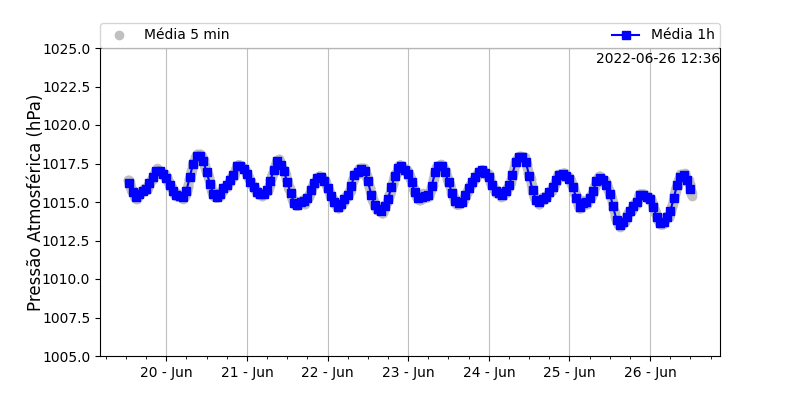 Média 5 min
Média 1h
2022-06-26 12:36
Pressão Atmosférica (hPa)
1025.0
1022.5
1020.0
1017.5
1015.0
1012.5
1010.0
1007.5
1005.0
20 - Jun
21 - Jun
22 - Jun
23 - Jun
24 - Jun
25 - Jun
26 - Jun